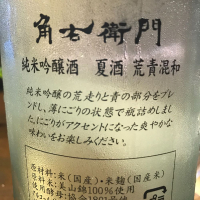 角右衛門
純米吟醸酒 夏酒 荒青混和
純米吟醸の荒走りと青の部分をブレ
ンドし、薄にごりの状態で瓶詰めしまし
た。にごりがアクセントになった爽やかな
味わいをお楽しみください。
原材料:米(国産)・米麹(国産米)
美山錦100%使用